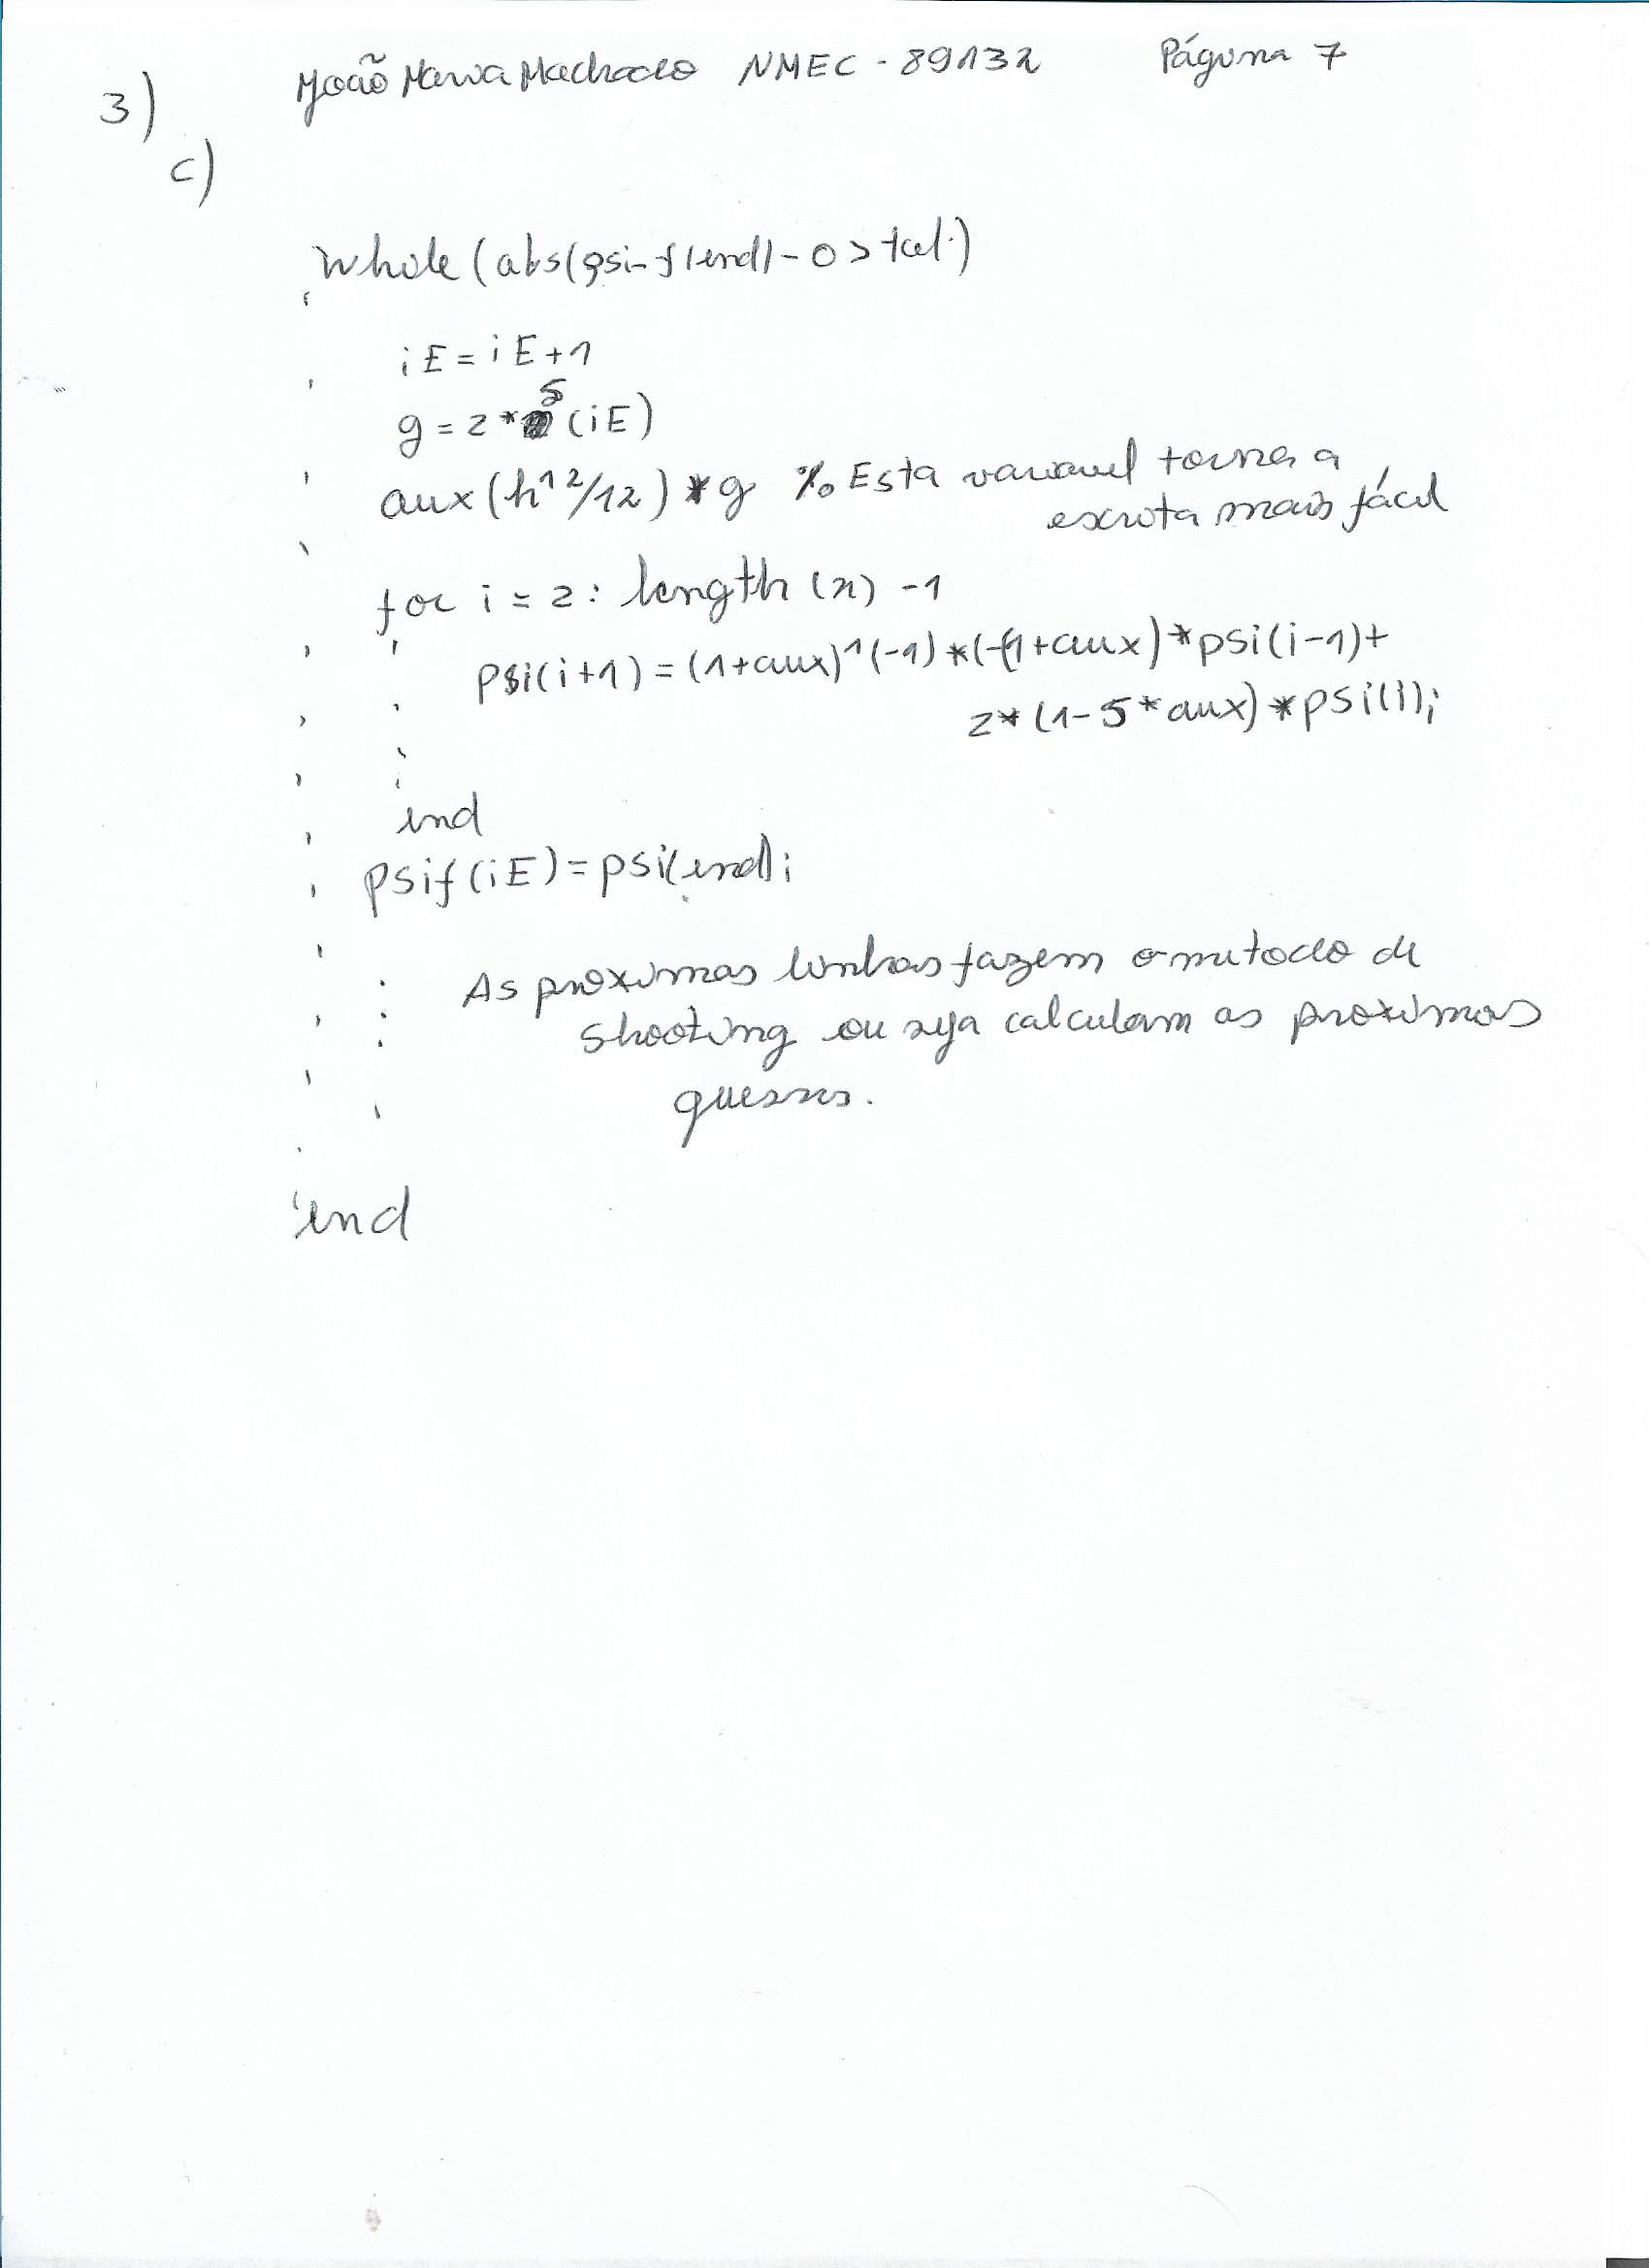 João Maria Machado NMEC - 89132 Página 7
3)
c)
While (abs(psi-f(end) - 0 > tol)
iE = iE+1
g = 2* s (iE)
aux (h^2/12) * g % Esta variavel torna a
escrita mais fácil
for i = 2 : length (x) -1
psi(i+1) = (1+aux)^(-1) *(-(1+aux)*psi(i-1)+
2*(1-5*aux)*psi(i);
end
psif(iE) = psi(end);
As proximas linhas fazem o metodo de
shooting ou seja calculam as proximas
guesses.
end